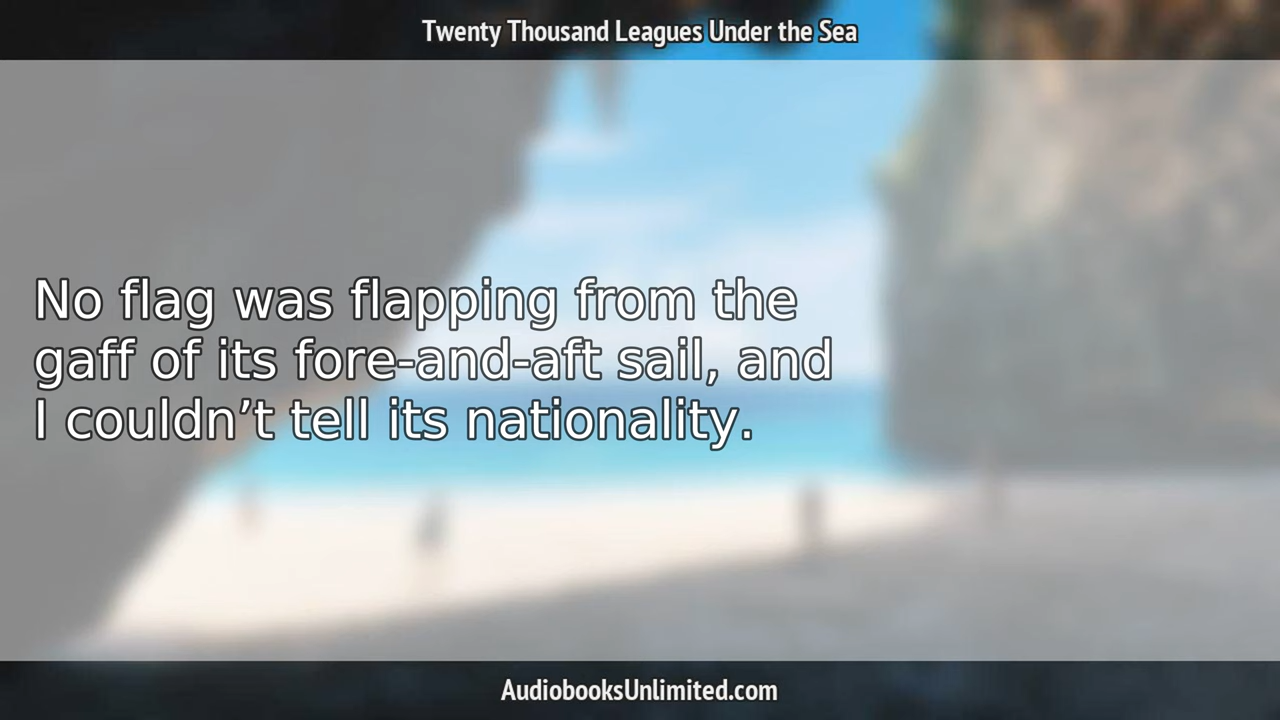 Twenty Thousand Leagues Under the Sea
No flag was flapping from the
gaff of its fore-and-aft sail, and
I couldn’t tell its nationality.
AudiobooksUnlimited.com